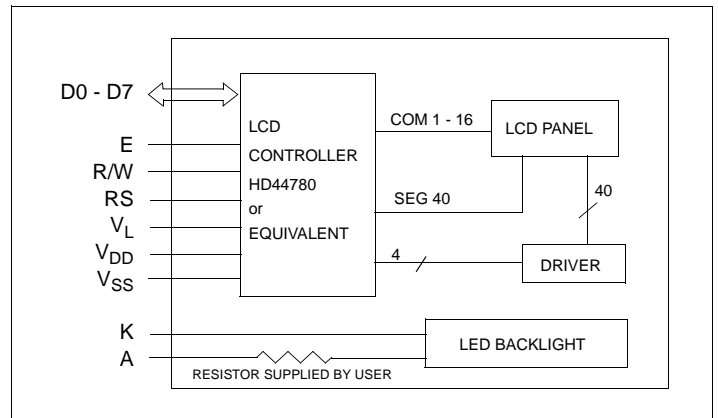 D0 - D7
E
R/W
RS
VL
VDD
VSS
K
A
LCD
CONTROLLER
HD44780
or
EQUIVALENT
COM 1 - 16
SEG 40
4
LCD PANEL
40
DRIVER
LED BACKLIGHT
RESISTOR SUPPLIED BY USER